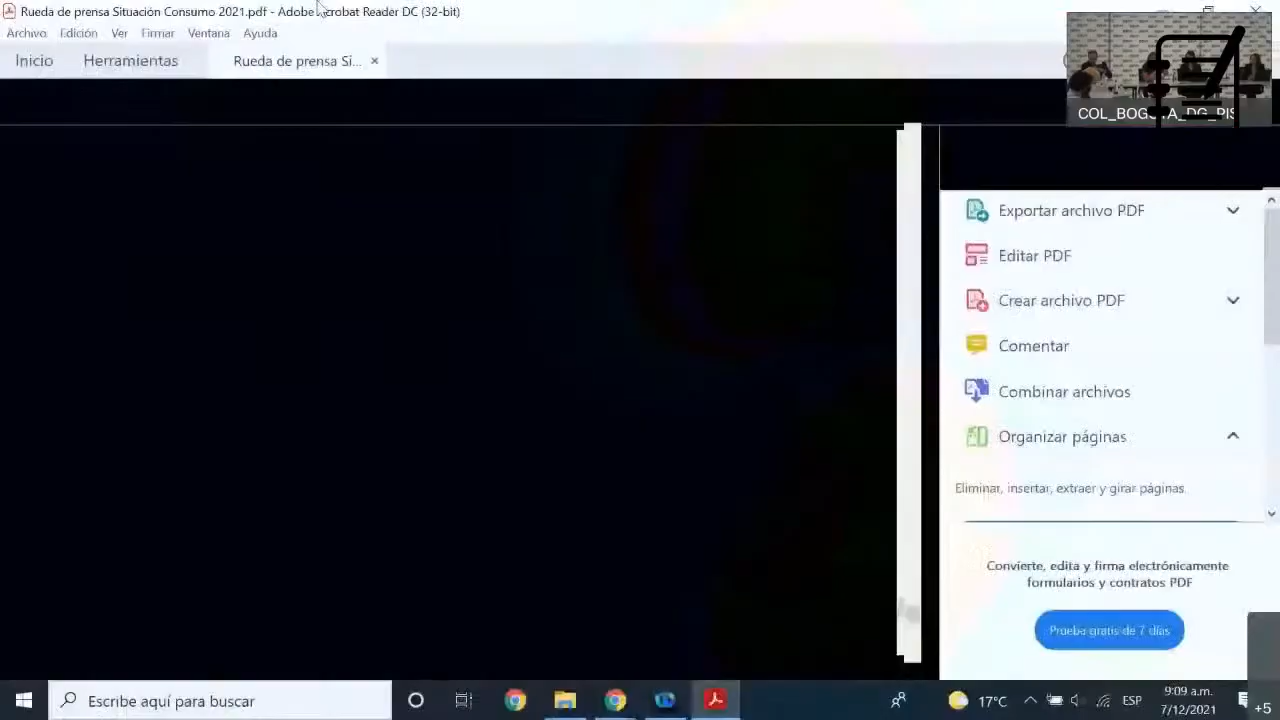 Rueda de prensa Situación Consumo 2021.pdf - Adobe Acrobat Reader DC (32-bit)
Archivo Edición Ver Firmar Ventana Ayuda
Inicio Herramientas Rueda de prensa Si... ×
COL_BOGOTA_DG_PIS
Exportar archivo PDF
Editar PDF
Crear archivo PDF
Comentar
Combinar archivos
Organizar páginas
Eliminar, insertar, extraer y girar páginas.
Convierte, edita y firma electrónicamente
formularios y contratos PDF
Prueba gratis de 7 días
Escribe aquí para buscar
17°C
ESP
9:09 a.m.
7/12/2021
+5